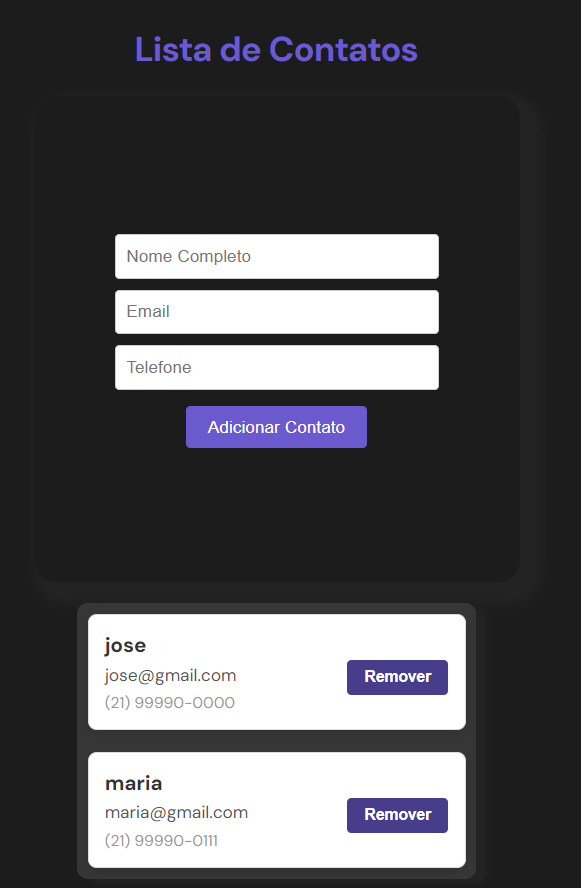 Lista de Contatos
Nome Completo
Email
Telefone
Adicionar Contato
jose
jose@gmail.com
(21) 99990-0000
Remover
maria
maria@gmail.com
(21) 99990-0111
Remover